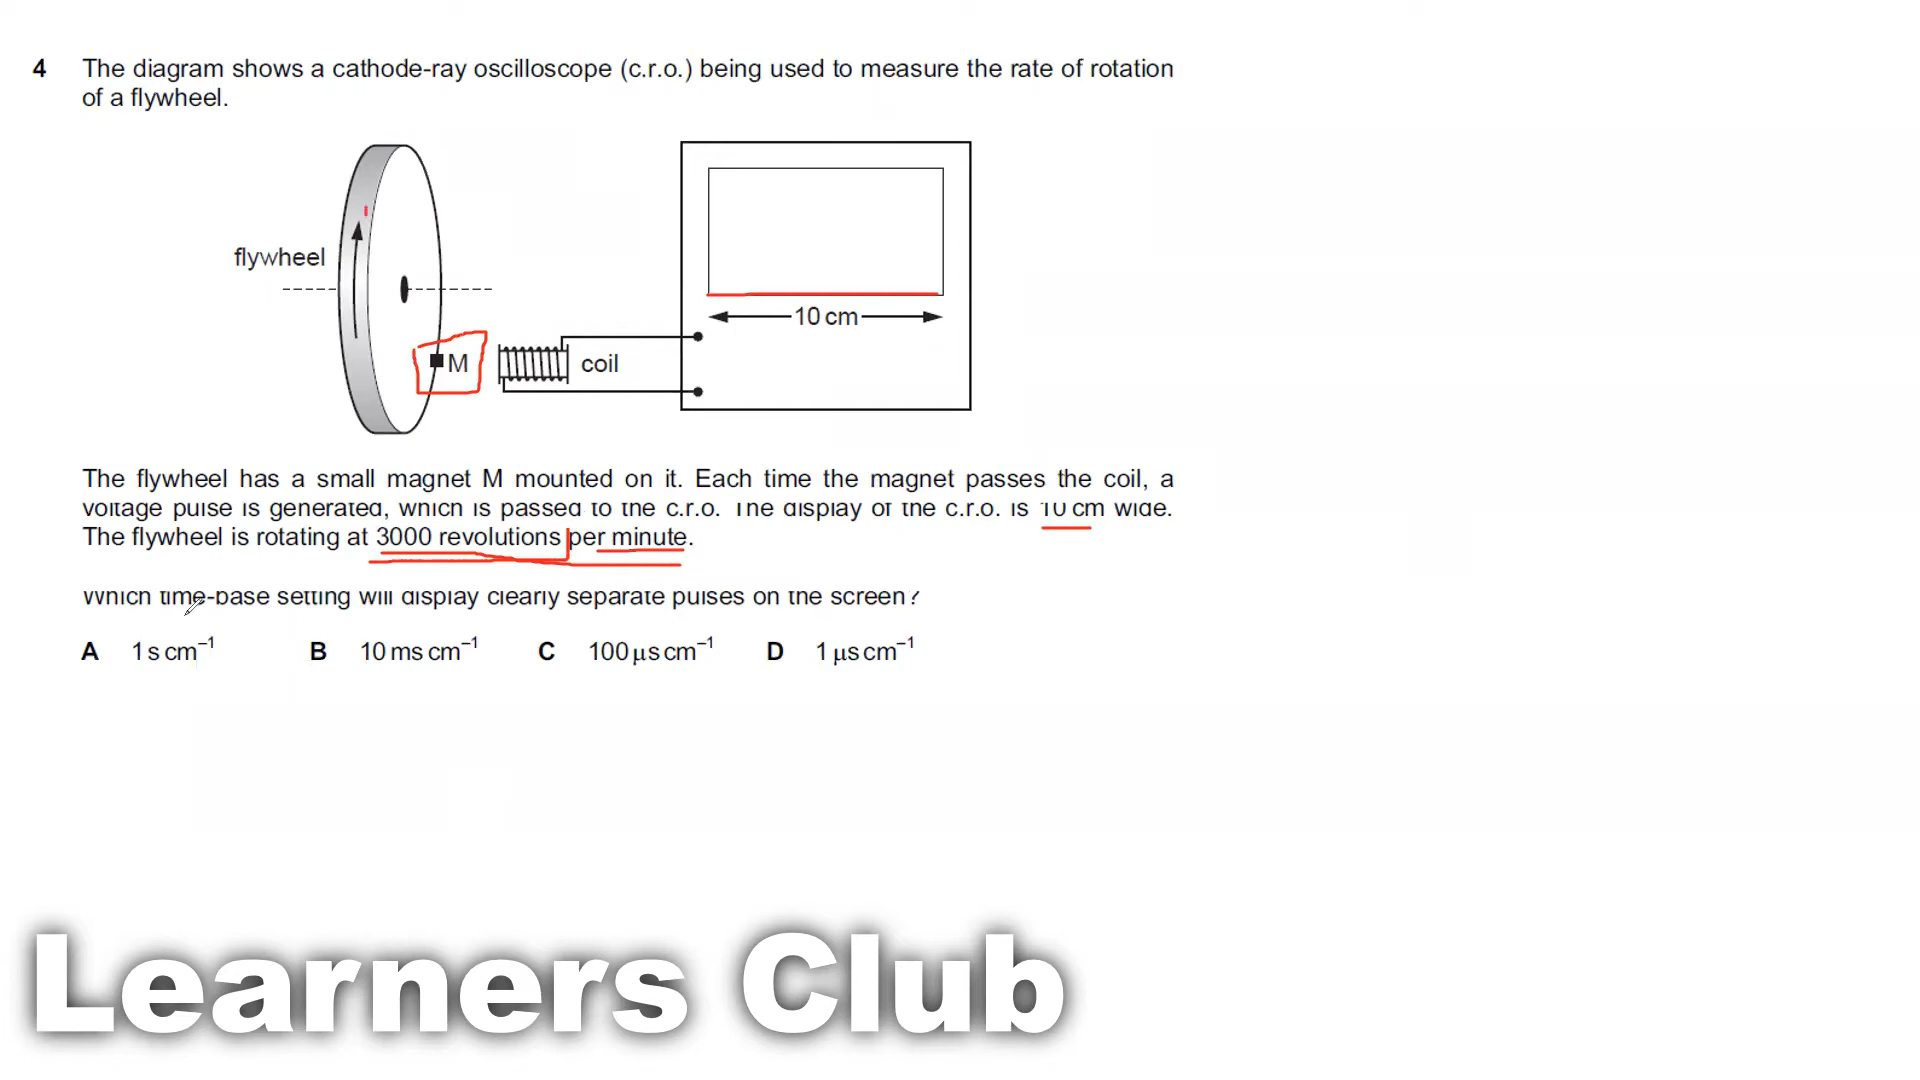 4 The diagram shows a cathode-ray oscilloscope (c.r.o.) being used to measure the rate of rotation
of a flywheel.
flywheel
10 cm
M
coil
The flywheel has a small magnet M mounted on it. Each time the magnet passes the coil, a
voltage pulse is generated, which is passed to the c.r.o. The display of the c.r.o. is 10 cm wide.
The flywheel is rotating at 3000 revolutions per minute.
Which time-base setting will display clearly separate pulses on the screen?
A 1 s cm⁻¹ B 10 ms cm⁻¹ C 100 μs cm⁻¹ D 1 μs cm⁻¹
Learners Club